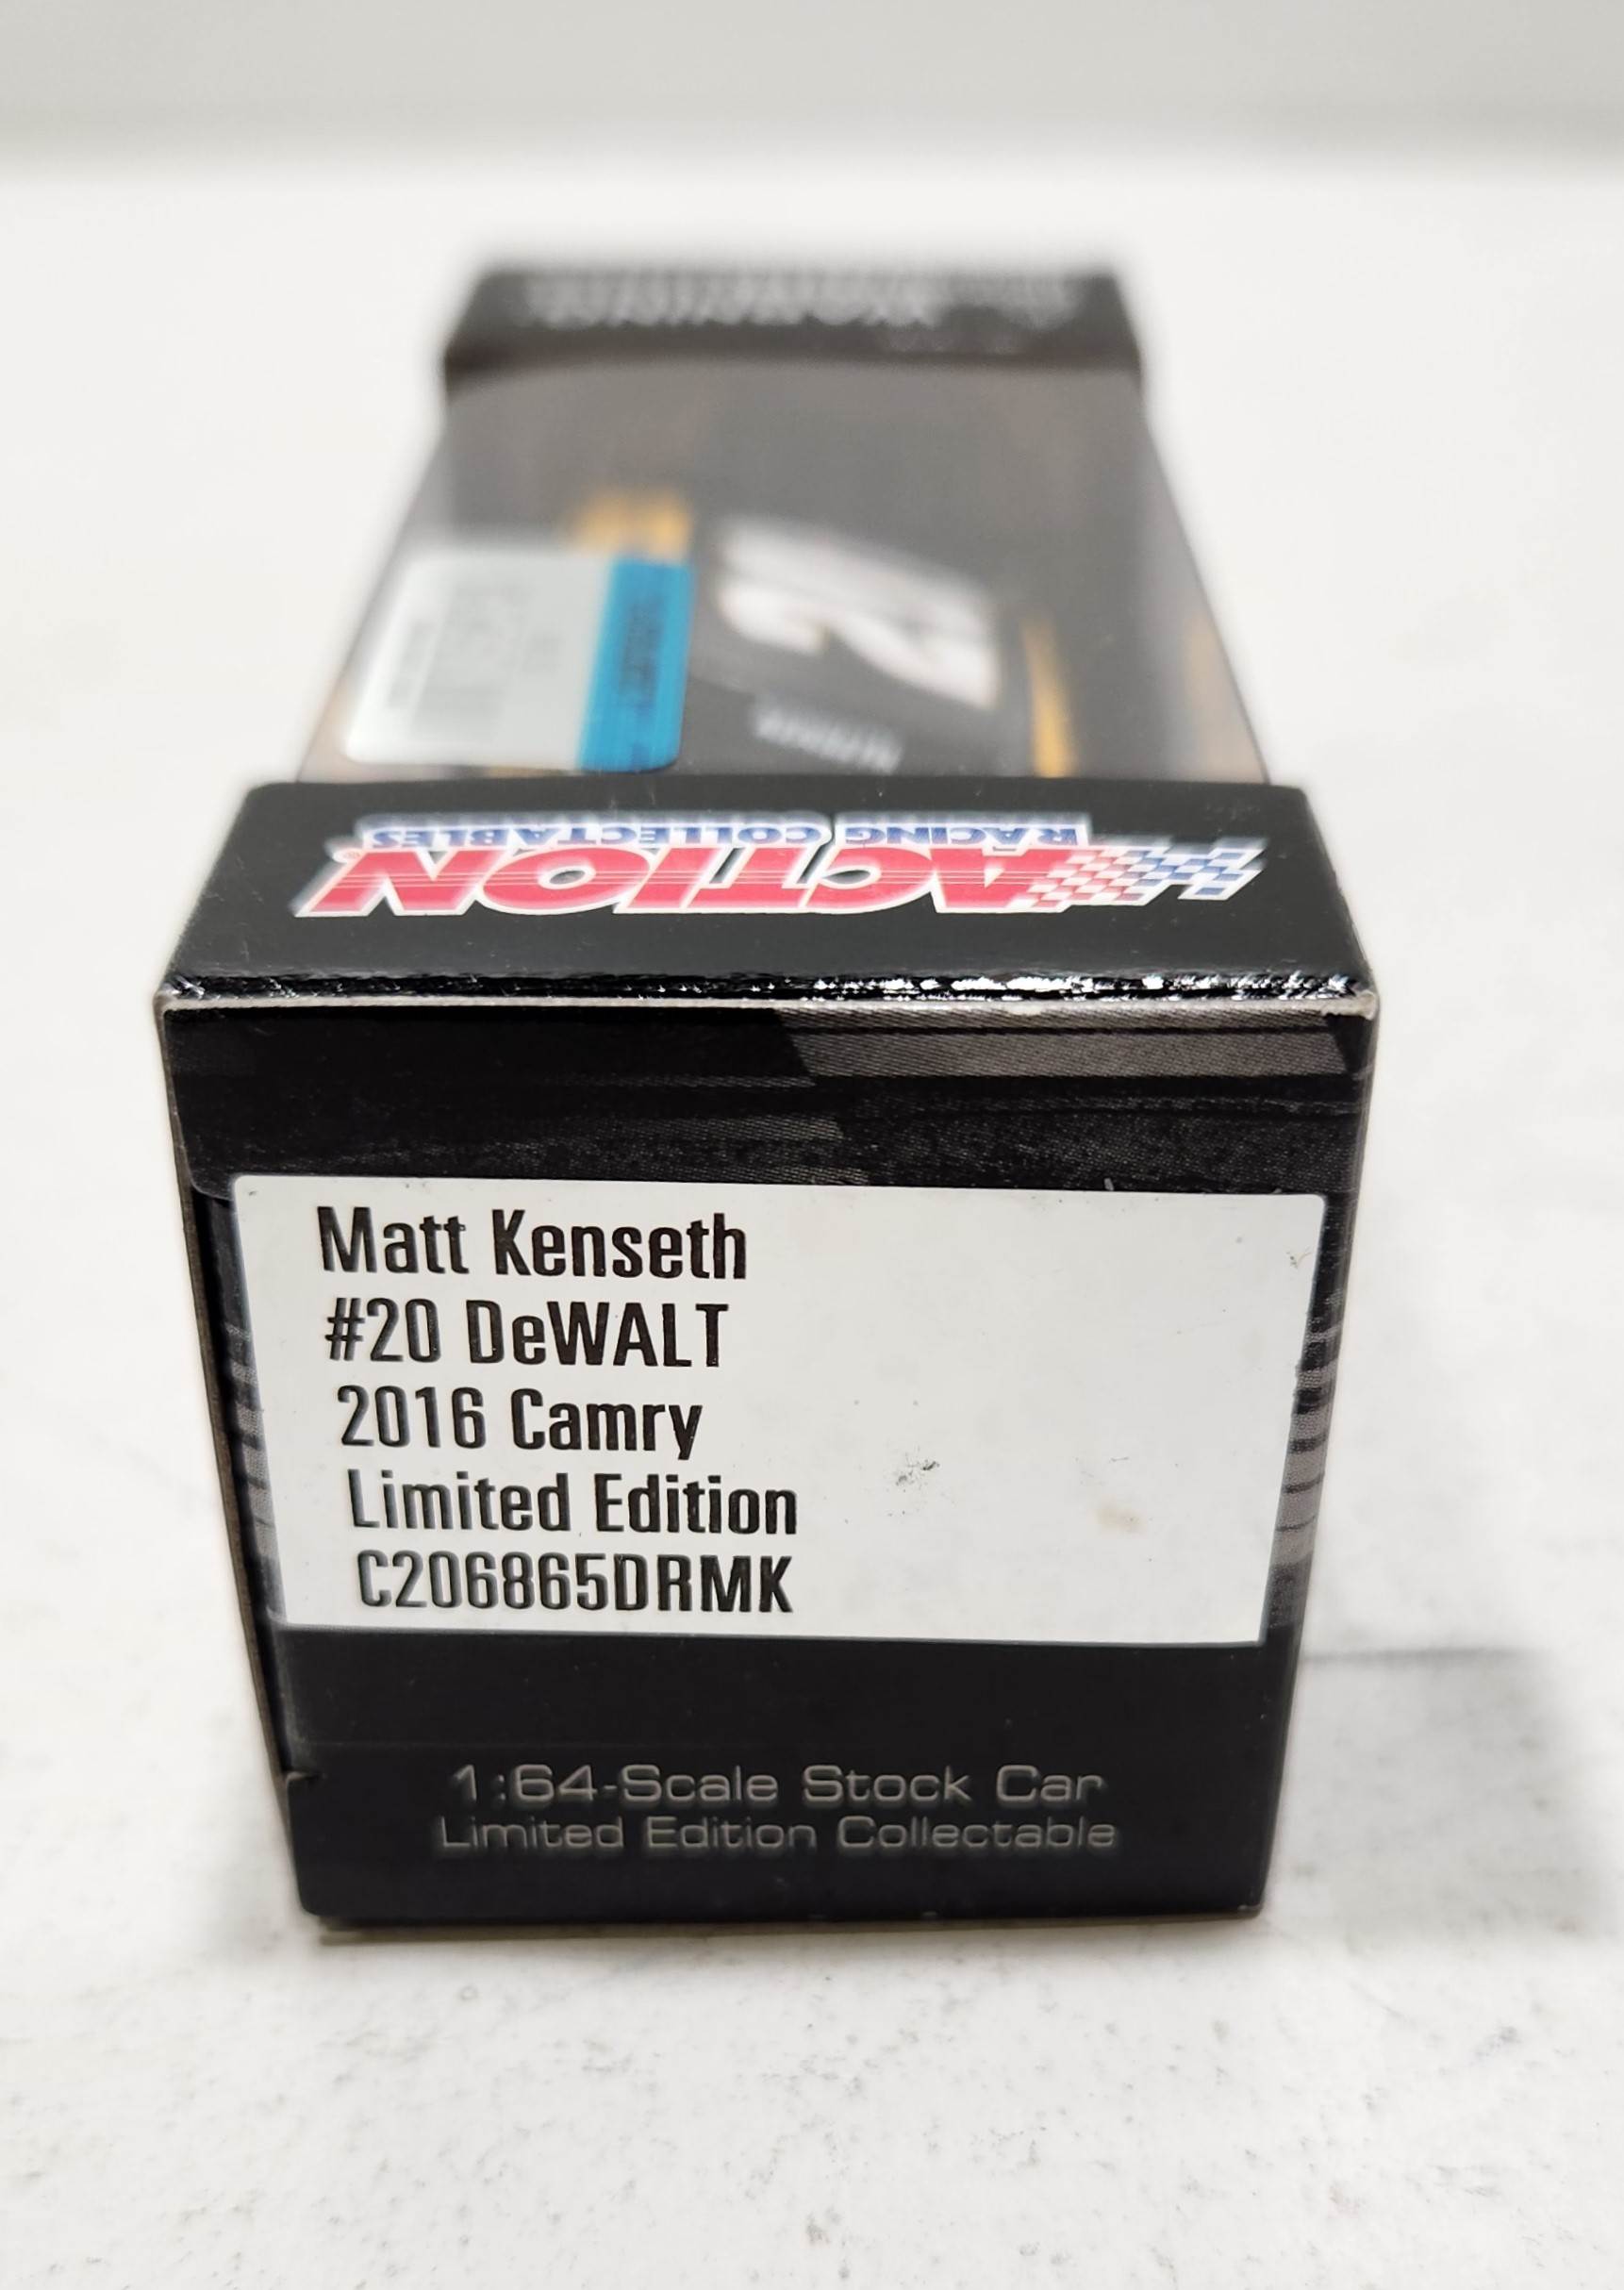 ACTION
RACING COLLECTABLES
Matt Kenseth
#20 DeWALT
2016 Camry
Limited Edition
C206865DRMK
1:64-Scale Stock Car
Limited Edition Collectable